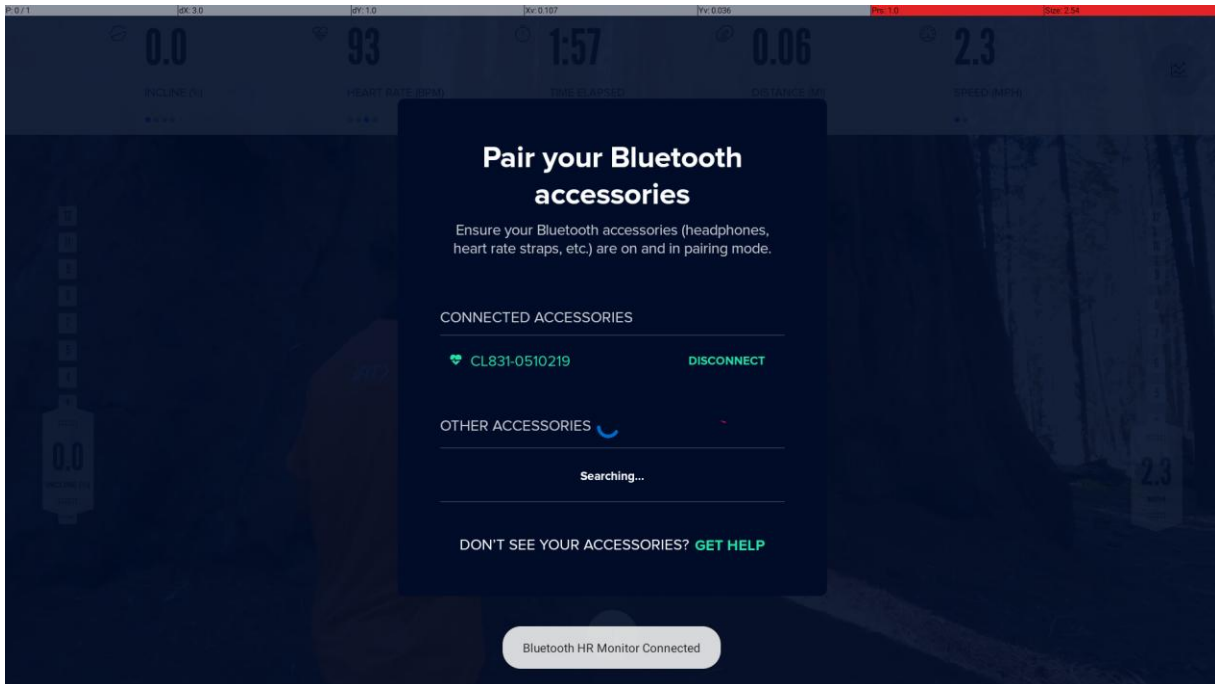 P: 0 / 1
dX: 3.0
dY: 1.0
Xv: 0.107
Yv: 0.036
Prs: 1.0
Size: 2.54
0.0
93
1:57
0.06
2.3
INCLINE (%)
HEART RATE (BPM)
TIME ELAPSED
DISTANCE (MI)
SPEED (MPH)
Pair your Bluetooth
accessories
Ensure your Bluetooth accessories (headphones,
heart rate straps, etc.) are on and in pairing mode.
CONNECTED ACCESSORIES
CL831-0510219
DISCONNECT
OTHER ACCESSORIES
Searching...
DON'T SEE YOUR ACCESSORIES? GET HELP
0.0
2.3
Bluetooth HR Monitor Connected